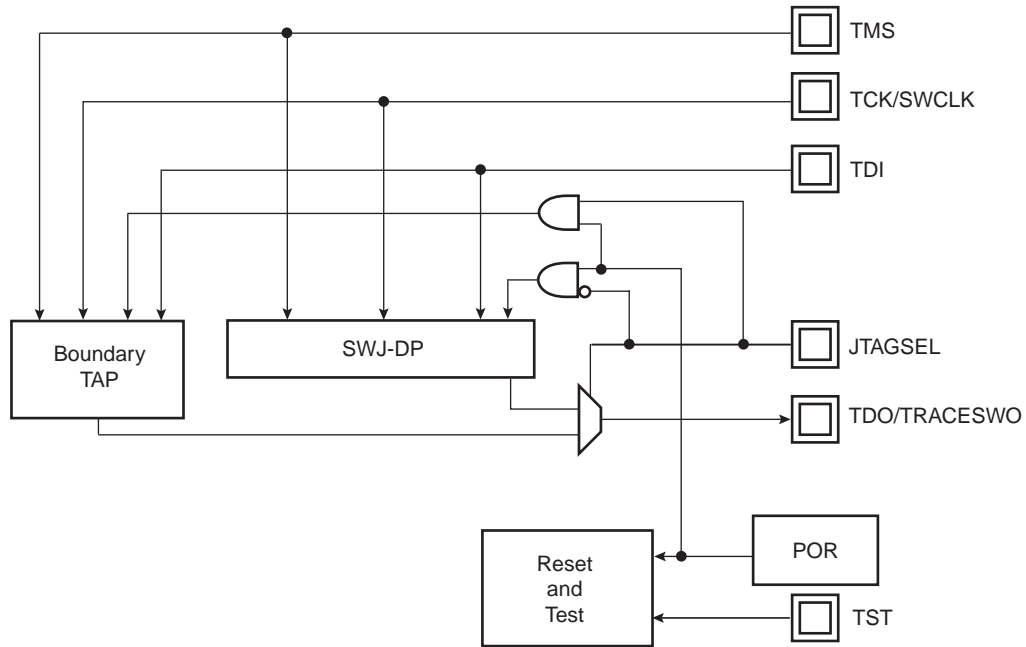 TMS
TCK/SWCLK
TDI
Boundary
TAP
SWJ-DP
JTAGSEL
TDO/TRACESWO
Reset
and
Test
POR
TST